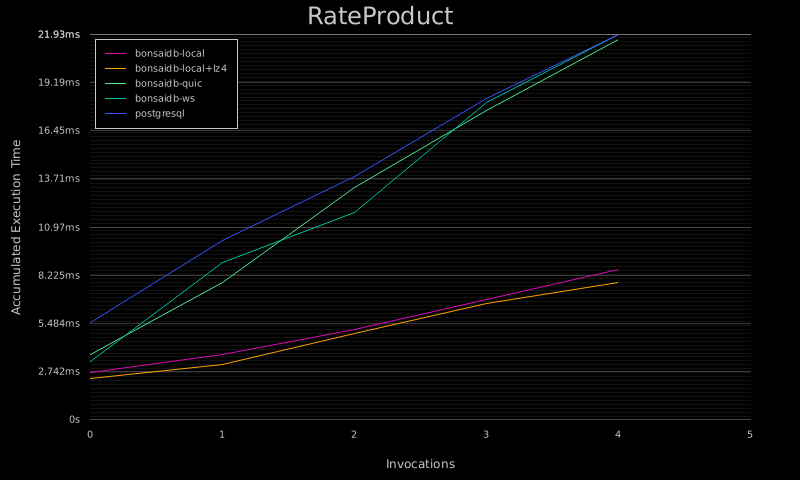 RateProduct
21.93ms
19.19ms
16.45ms
13.71ms
10.97ms
8.225ms
5.484ms
2.742ms
0s
bonsaidb-local
bonsaidb-local+lz4
bonsaidb-quic
bonsaidb-ws
postgresql
Accumulated Execution Time
0 1 2 3 4 5
Invocations